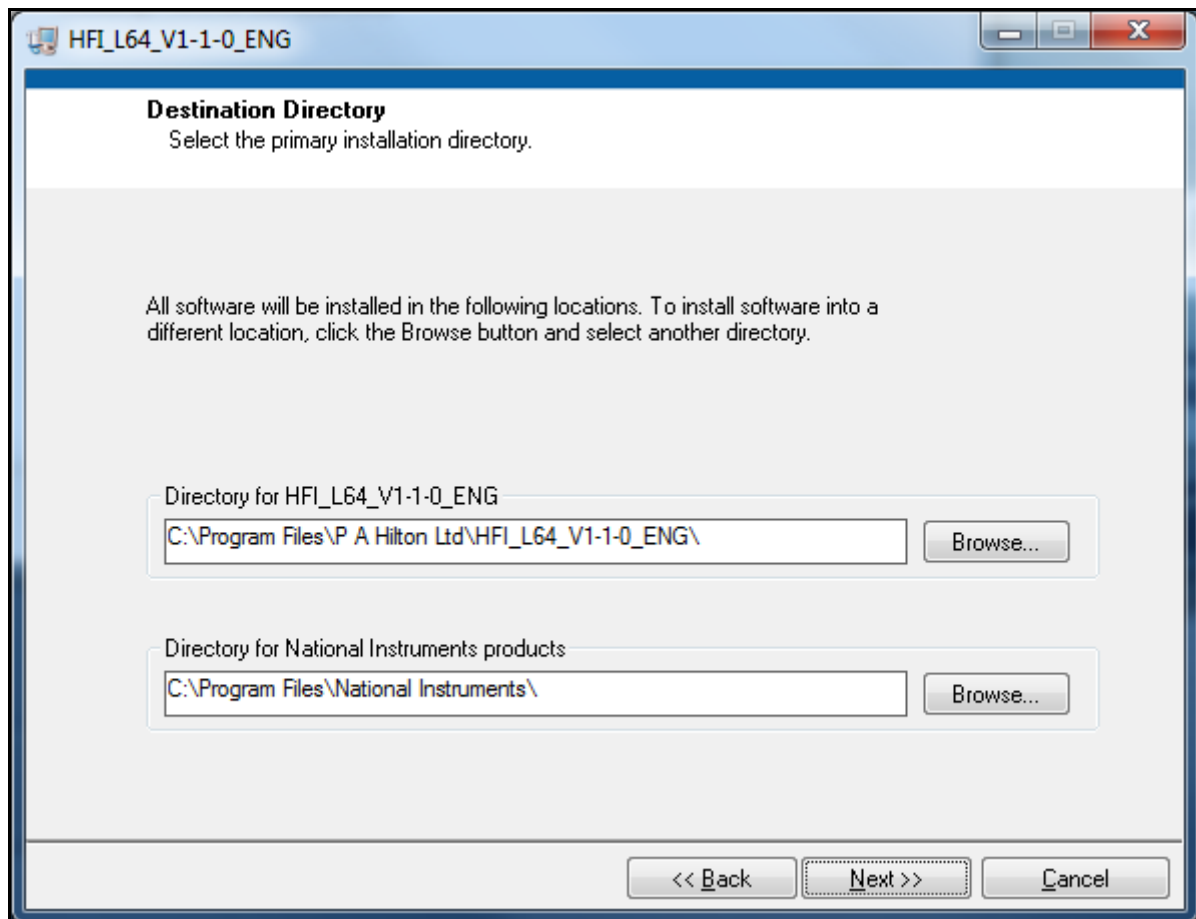 HFI_L64_V1-1-0_ENG
Destination Directory
Select the primary installation directory.
All software will be installed in the following locations. To install software into a
different location, click the Browse button and select another directory.
Directory for HFI_L64_V1-1-0_ENG
C:\Program Files\P A Hilton Ltd\HFI_L64_V1-1-0_ENG\
Browse...
Directory for National Instruments products
C:\Program Files\National Instruments\
Browse...
<< Back
Next >>
Cancel